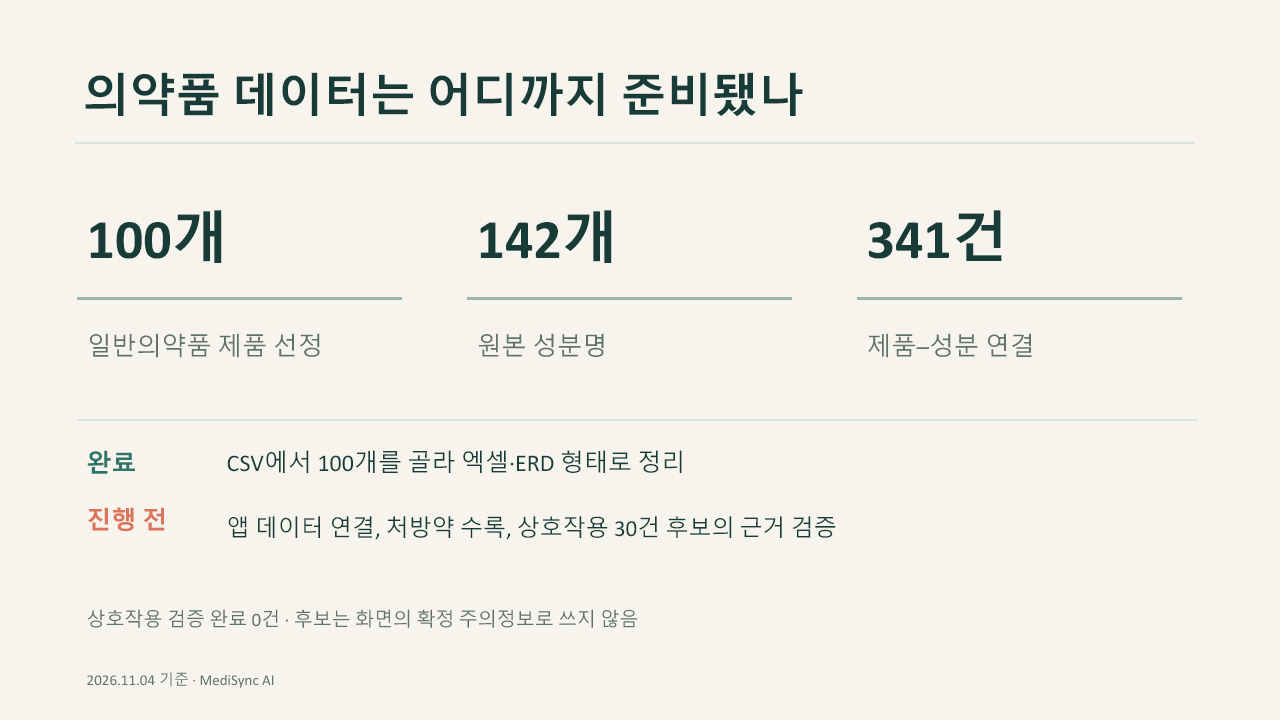 의약품 데이터는 어디까지 준비됐나
100개
142개
341건
일반의약품 제품 선정
원본 성분명
제품–성분 연결
완료
CSV에서 100개를 골라 엑셀·ERD 형태로 정리
진행 전
앱 데이터 연결, 처방약 수록, 상호작용 30건 후보의 근거 검증
상호작용 검증 완료 0건 · 후보는 화면의 확정 주의정보로 쓰지 않음
2026.11.04 기준 · MediSync AI